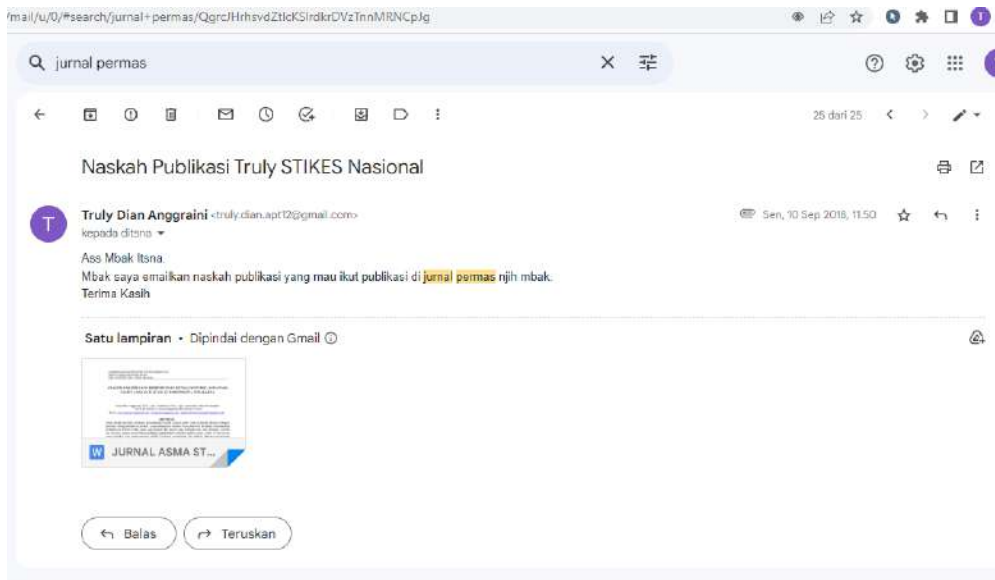 /mail/u/0/#search/jurnal+permas/QgrcJHrhsvdZtlcKSlrdkrDVzTnnMRNCpJg
T
jurnal permas
25 dari 25
Naskah Publikasi Truly STIKES Nasional
T
Truly Dian Anggraini <truly.dian.apt12@gmail.com>
Sen, 10 Sep 2018, 11.50
kepada ditsna
Ass Mbak Itsna.
Mbak saya emailkan naskah publikasi yang mau ikut publikasi di jurnal permas njih mbak.
Terima Kasih
Satu lampiran • Dipindai dengan Gmail
ABSTRAK
W JURNAL ASMA ST...
Balas
Teruskan